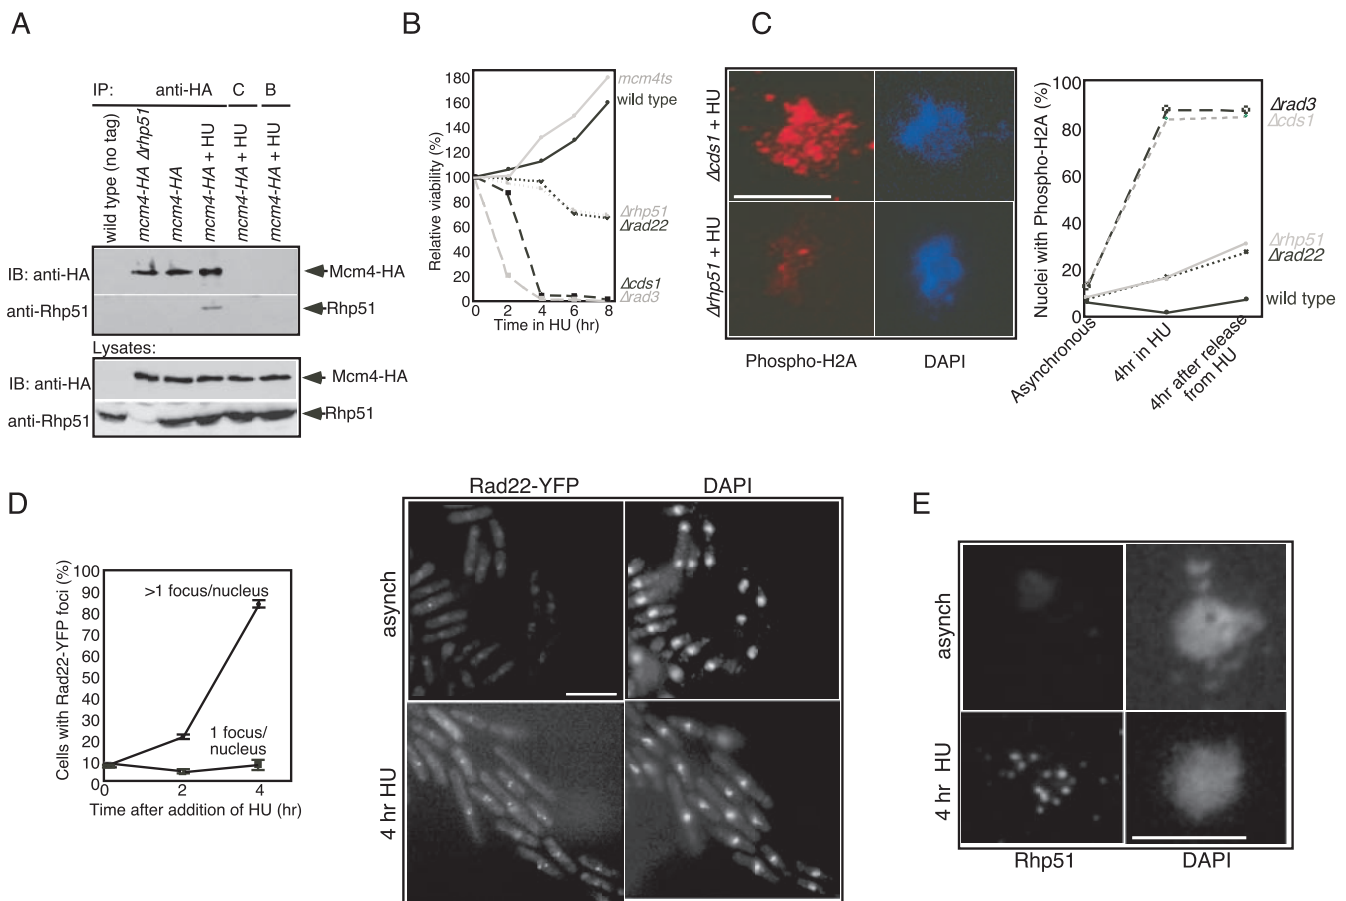 A
IP: anti-HA C B
wild type (no tag)
mcm4-HA Δrhp51
mcm4-HA
mcm4-HA + HU
mcm4-HA + HU
mcm4-HA + HU
IB: anti-HA
Mcm4-HA
anti-Rhp51
Rhp51
Lysates:
IB: anti-HA
Mcm4-HA
anti-Rhp51
Rhp51
B
Relative viability (%)
180
160
140
120
100
80
60
40
20
0
mcm4ts
wild type
Δrhp51
Δrad22
Δcds1
Δrad3
0 2 4 6 8
Time in HU (hr)
C
Δcds1 + HU
Δrhp51 + HU
Phospho-H2A
DAPI
Nuclei with Phospho-H2A (%)
100
80
60
40
20
0
Δrad3
Δcds1
Δrhp51
Δrad22
wild type
Asynchronous
4hr in HU
4hr after release
from HU
D
Cells with Rad22-YFP foci (%)
100
90
80
70
60
50
40
30
20
10
0
>1 focus/nucleus
1 focus/
nucleus
0 2 4
Time after addition of HU (hr)
Rad22-YFP
DAPI
asynch
4 hr HU
E
asynch
4 hr HU
Rhp51
DAPI